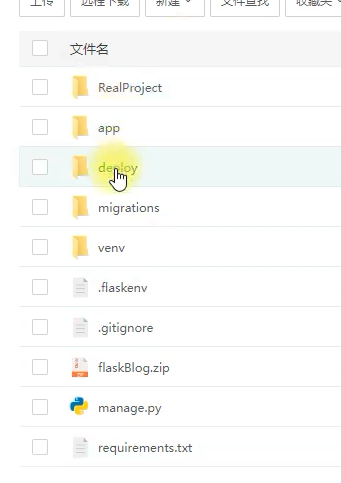 上传 远程下载 新建 文件查找 收藏夹
文件名
RealProject
app
deploy
migrations
venv
.flaskenv
.gitignore
flaskBlog.zip
manage.py
requirements.txt